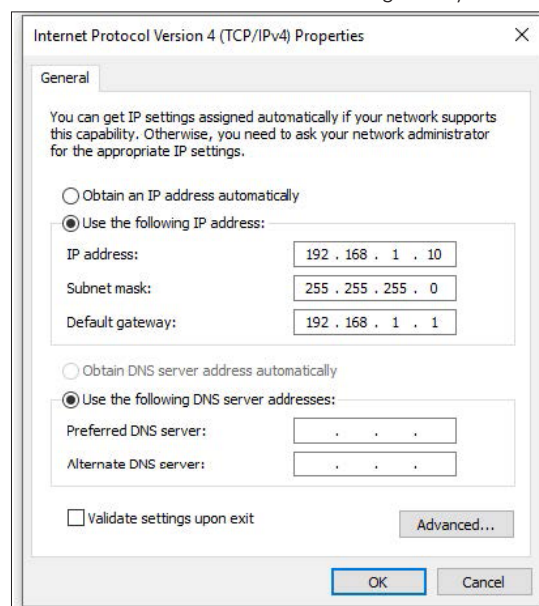 Internet Protocol Version 4 (TCP/IPv4) Properties
General
You can get IP settings assigned automatically if your network supports
this capability. Otherwise, you need to ask your network administrator
for the appropriate IP settings.
Obtain an IP address automatically
Use the following IP address:
IP address: 192 . 168 . 1 . 10
Subnet mask: 255 . 255 . 255 . 0
Default gateway: 192 . 168 . 1 . 1
Obtain DNS server address automatically
Use the following DNS server addresses:
Preferred DNS server: . . .
Alternate DNS server: . . .
Validate settings upon exit
Advanced...
OK Cancel